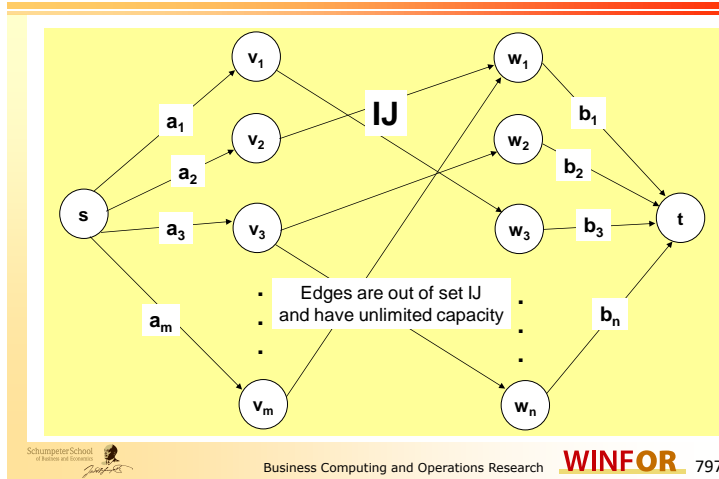 v1
w1
IJ
a1
b1
v2
w2
a2
b2
s
a3
v3
w3
b3
t
Edges are out of set IJ
and have unlimited capacity
.
.
.
.
.
.
am
bn
vm
wn
Schumpeter School
of Business and Economics
Business Computing and Operations Research WINFOR 797